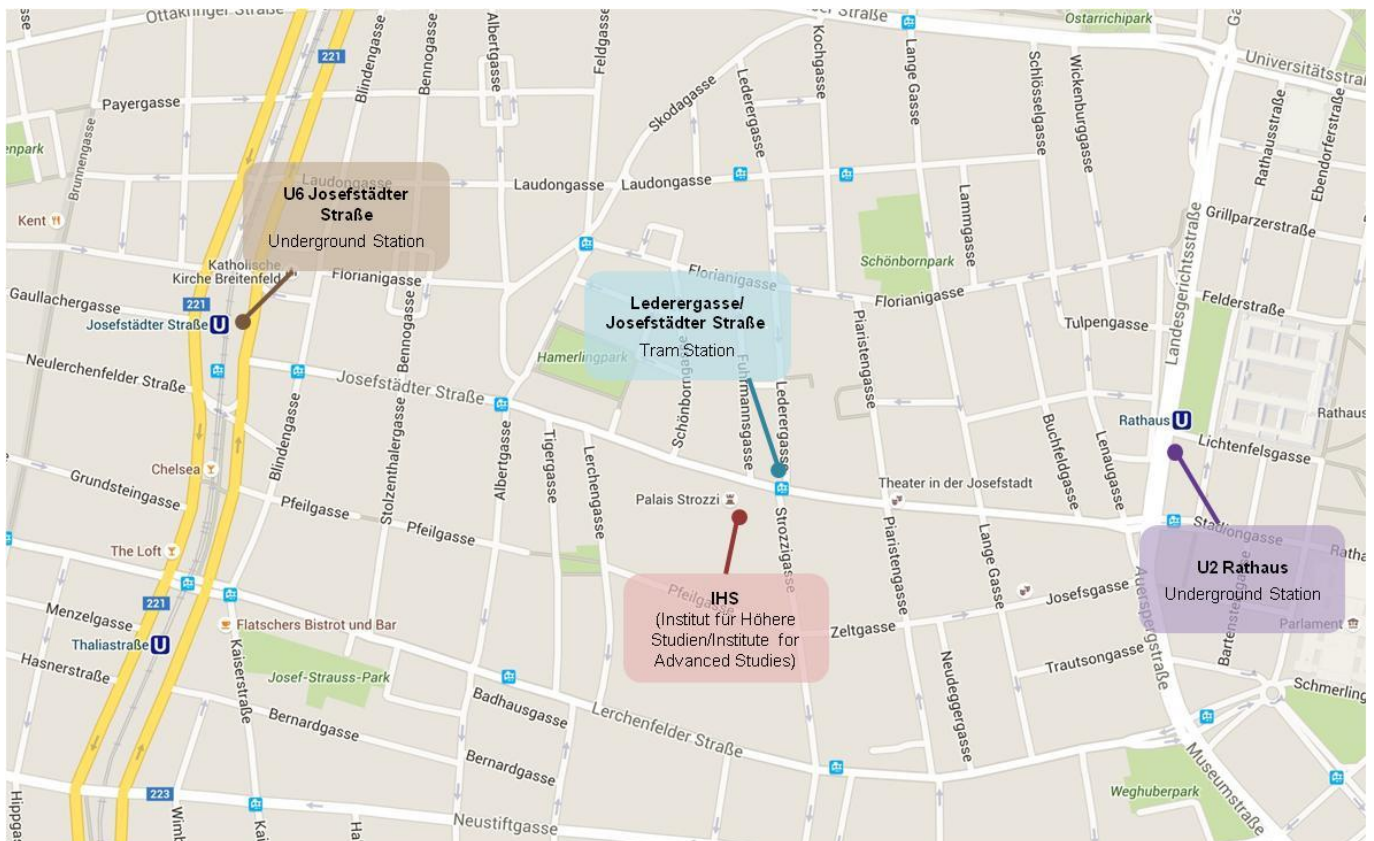 Ottakringer Straße
221
Blindengasse
Bennogasse
Albertgasse
Feldgasse
Skodagasse
Lederergasse
Kochgasse
Lange Gasse
Schlösselgasse
Wickenburggasse
Ostarrichipark
Payergasse
Brunnengasse
Rathausstraße
Ebendorferstraße
Laudongasse
Laudongasse
Laudongasse
Lammgasse
Landesgerichtsstraße
Grillparzerstraße
Kent
U6 Josefstädter
Straße
Underground Station
Katholische
Kirche Breitenfeld
Florianigasse
Florianigasse
Florianigasse
Schönbornpark
Gaullachergasse
221
Josefstädter Straße
U
Lederergasse/
Josefstädter Straße
Tram Station
Piaristengasse
Tulpengasse
Felderstraße
Neulerchenfelder Straße
Josefstädter Straße
Bennogasse
Hamerlingpark
Schönborngasse
Fuhrmannsgasse
Lederergasse
Buchfeldgasse
Lenaugasse
Rathaus
U
Rathaus
Lichtenfelsgasse
Chelsea
Blindengasse
Stolzenthalergasse
Albertgasse
Tigergasse
Lerchengasse
Grundsteingasse
Pfeilgasse
Pfeilgasse
Palais Strozzi
Theater in der Josefstadt
Strozzigasse
Piaristengasse
Lange Gasse
Stadiongasse
The Loft
IHS
(Institut für Höhere
Studien/Institute for
Advanced Studies)
Pfeilgasse
Zeltgasse
Josefsgasse
Auerspergstraße
U2 Rathaus
Underground Station
Bartensteingasse
Parlament
221
Menzelgasse
Thaliastraße
U
Flatschers Bistrot und Bar
Hasnerstraße
Kaiserstraße
Josef-Strauss-Park
Bernardgasse
Badhausgasse
Bernardgasse
Lerchenfelder Straße
Neudeggergasse
Trautsongasse
Museumstraße
Weghuberpark
223
Neustiftgasse